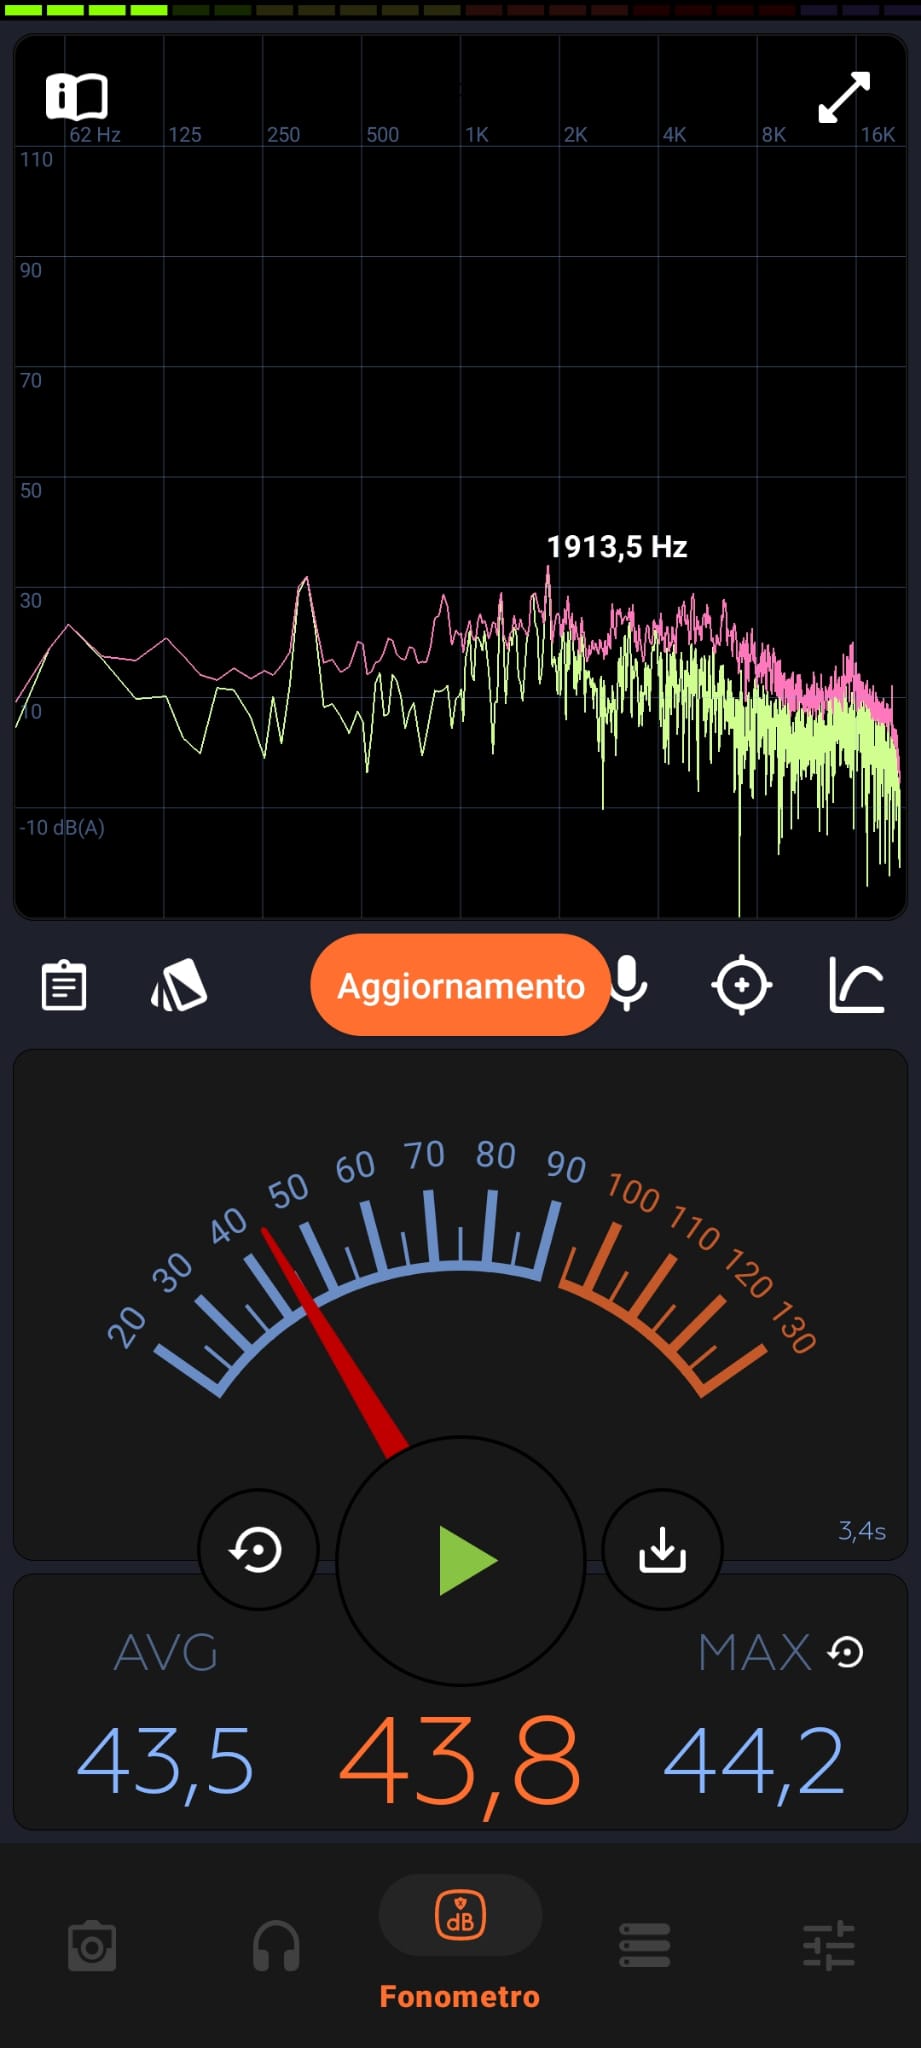 62 Hz 125 250 500 1K 2K 4K 8K 16K
110
90
70
50
1913,5 Hz
30
10
-10 dB(A)
Aggiornamento
20 30 40 50 60 70 80 90 100 110 120 130
3,4s
AVG MAX
43,5 43,8 44,2
dB
Fonometro